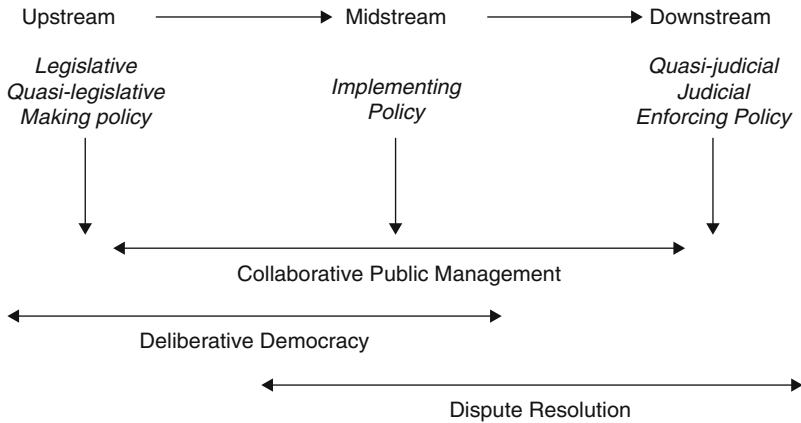 Upstream
Midstream
Downstream
Legislative
Quasi-legislative
Making policy
Implementing
Policy
Quasi-judicial
Judicial
Enforcing Policy
Collaborative Public Management
Deliberative Democracy
Dispute Resolution